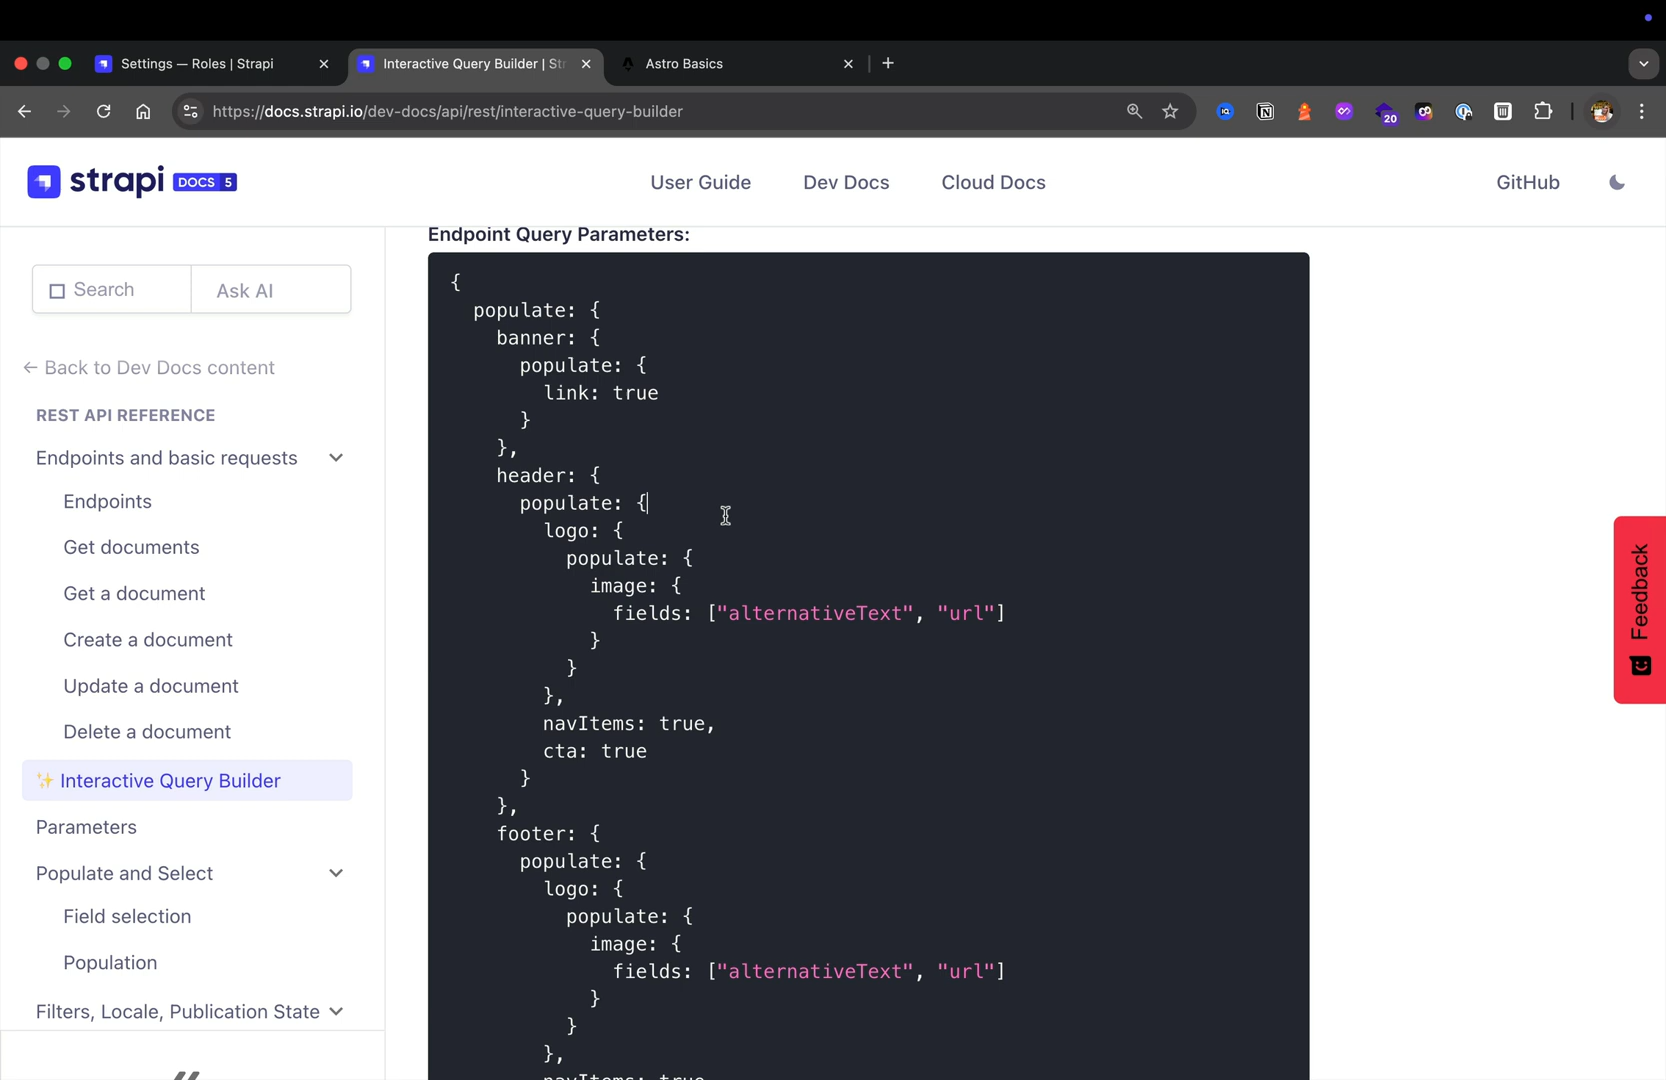 Settings — Roles | Strapi
Interactive Query Builder | Str
Astro Basics
https://docs.strapi.io/dev-docs/api/rest/interactive-query-builder
20
strapi DOCS 5
User Guide
Dev Docs
Cloud Docs
GitHub
Search
Ask AI
← Back to Dev Docs content
REST API REFERENCE
Endpoints and basic requests
Endpoints
Get documents
Get a document
Create a document
Update a document
Delete a document
✨ Interactive Query Builder
Parameters
Populate and Select
Field selection
Population
Filters, Locale, Publication State
Endpoint Query Parameters:
{
  populate: {
    banner: {
      populate: {
        link: true
      }
    },
    header: {
      populate: {
        logo: {
          populate: {
            image: {
              fields: ["alternativeText", "url"]
            }
          }
        },
        navItems: true,
        cta: true
      }
    },
    footer: {
      populate: {
        logo: {
          populate: {
            image: {
              fields: ["alternativeText", "url"]
            }
          }
        },
        navItems: true
Feedback